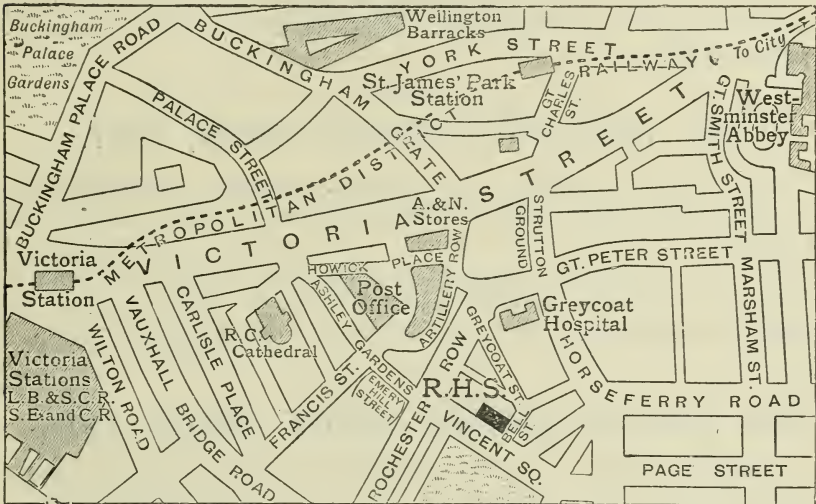 Buckingham
Palace
Gardens
BUCKINGHAM PALACE ROAD
BUCKINGHAM GATE
PALACE STREET
Wellington
Barracks
YORK STREET
St. James' Park
Station
METROPOLITAN DISTRICT RAILWAY
To City
GT. CHARLES ST.
GT. SMITH STREET
West-
minster
Abbey
VICTORIA STREET
A.& N.
Stores
STRUTTON
GROUND
GT. PETER STREET
MARSHAM ST.
Victoria
Station
HOWICK PLACE
ARTILLERY ROW
Post
Office
ASHLEY GARDENS
R.C.
Cathedral
CARLISLE PLACE
VAUXHALL BRIDGE ROAD
WILTON ROAD
Victoria
Stations
L.B.& S.C.R.
S.E. and C.R.
FRANCIS ST.
EMERY
HILL
STREET
ROCHESTER ROW
GREYCOAT ST.
Greycoat
Hospital
HORSEFERRY ROAD
R.H.S.
BELL
ST.
VINCENT SQ.
PAGE STREET